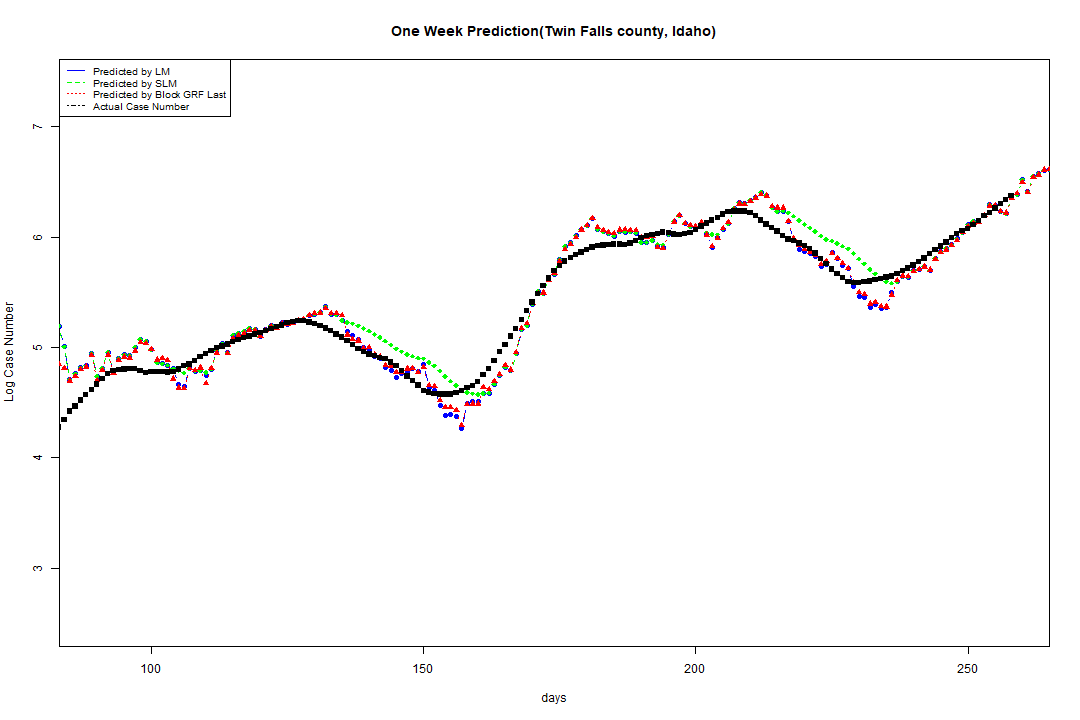 One Week Prediction(Twin Falls county, Idaho)
Predicted by LM
Predicted by SLM
Predicted by Block GRF Last
Actual Case Number
7
6
5
4
3
Log Case Number
100 150 200 250
days